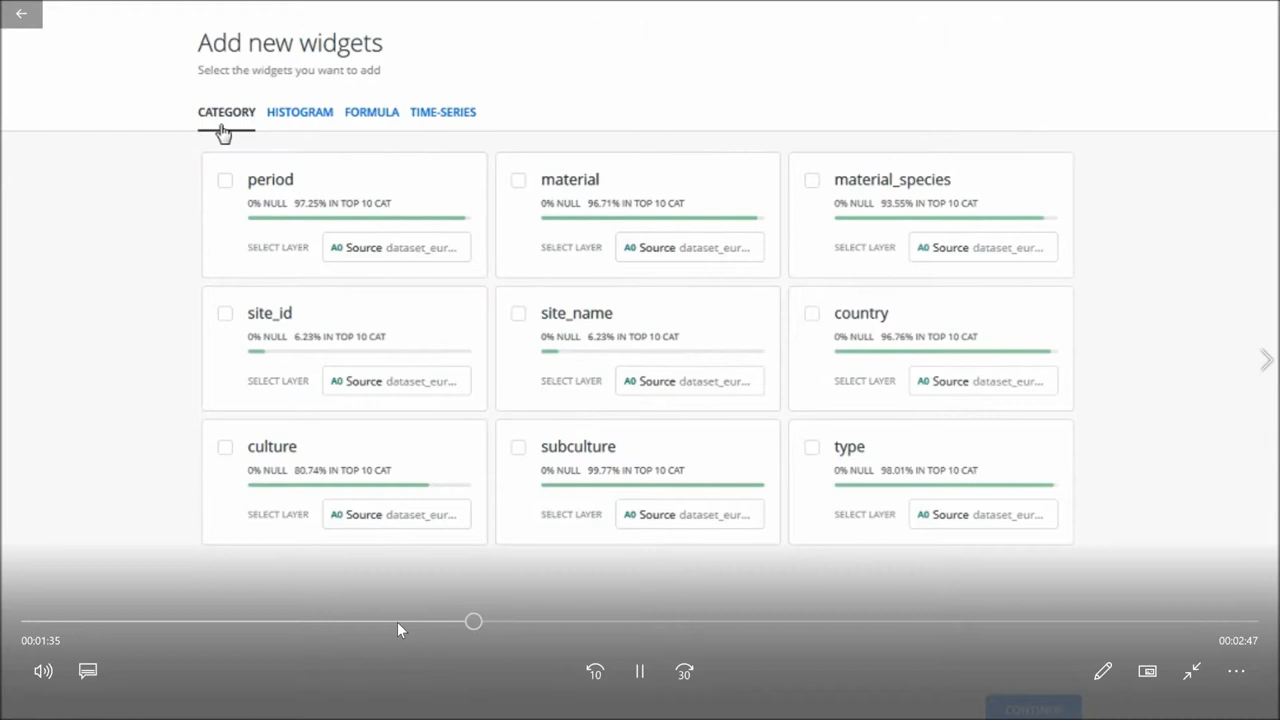 Add new widgets
Select the widgets you want to add
CATEGORY HISTOGRAM FORMULA TIME-SERIES
period material material_species
0% NULL 97.25% IN TOP 10 CAT 0% NULL 96.71% IN TOP 10 CAT 0% NULL 93.55% IN TOP 10 CAT
SELECT LAYER A0 Source dataset_eur... SELECT LAYER A0 Source dataset_eur... SELECT LAYER A0 Source dataset_eur...
site_id site_name country
0% NULL 6.23% IN TOP 10 CAT 0% NULL 6.23% IN TOP 10 CAT 0% NULL 96.76% IN TOP 10 CAT
SELECT LAYER A0 Source dataset_eur... SELECT LAYER A0 Source dataset_eur... SELECT LAYER A0 Source dataset_eur...
culture subculture type
0% NULL 80.74% IN TOP 10 CAT 0% NULL 99.77% IN TOP 10 CAT 0% NULL 98.01% IN TOP 10 CAT
SELECT LAYER A0 Source dataset_eur... SELECT LAYER A0 Source dataset_eur... SELECT LAYER A0 Source dataset_eur...
00:01:35 00:02:47
10 30
CONTINUE